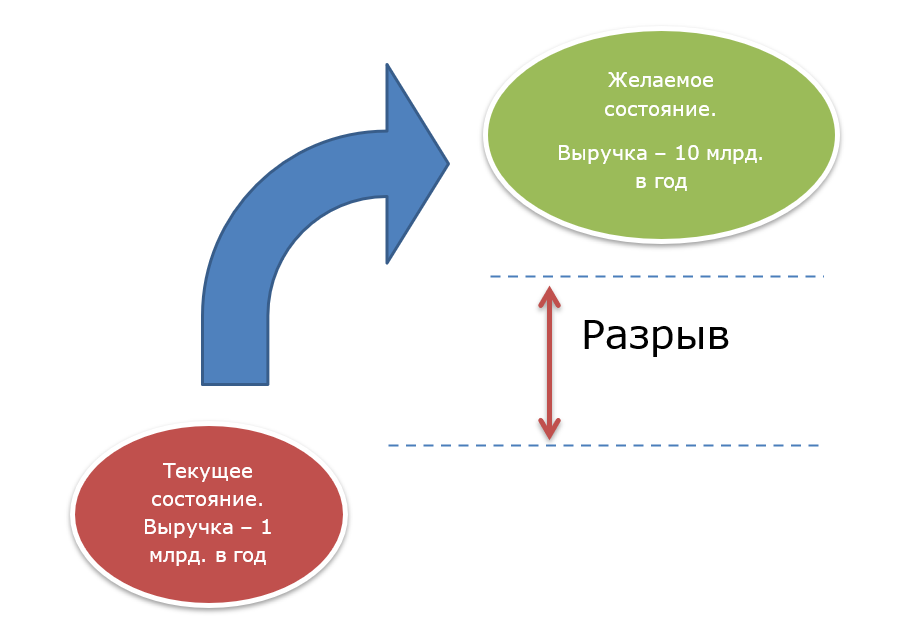 Желаемое
состояние.
Выручка – 10 млрд.
в год
Разрыв
Текущее
состояние.
Выручка – 1
млрд. в год